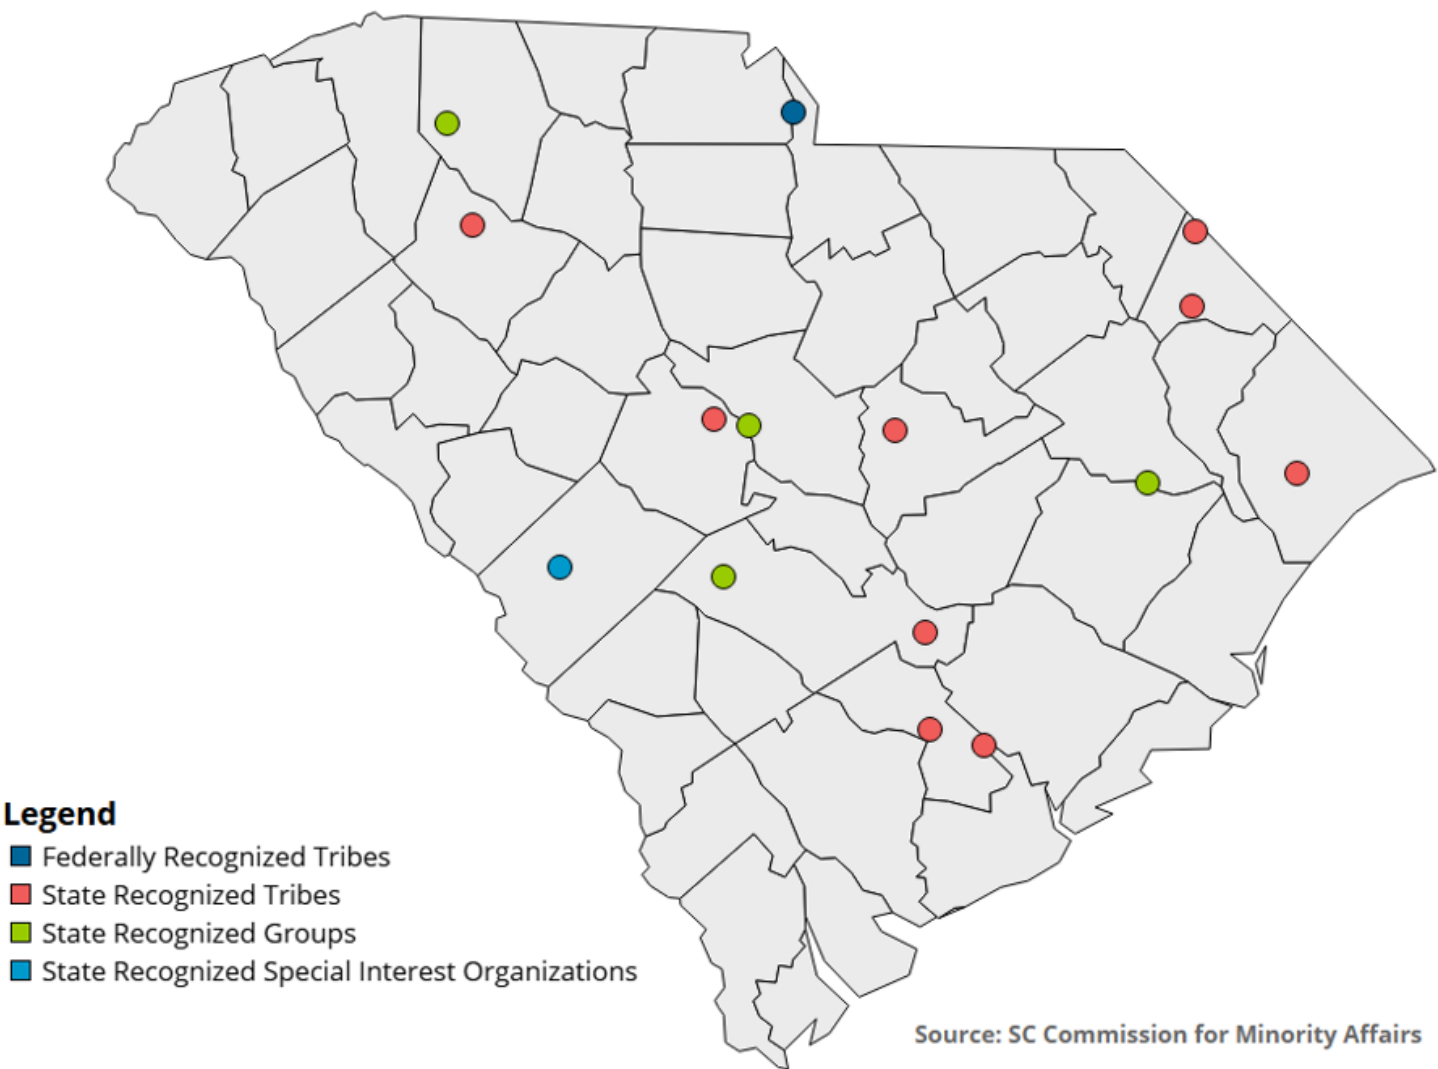 Legend
Federally Recognized Tribes
State Recognized Tribes
State Recognized Groups
State Recognized Special Interest Organizations
Source: SC Commission for Minority Affairs